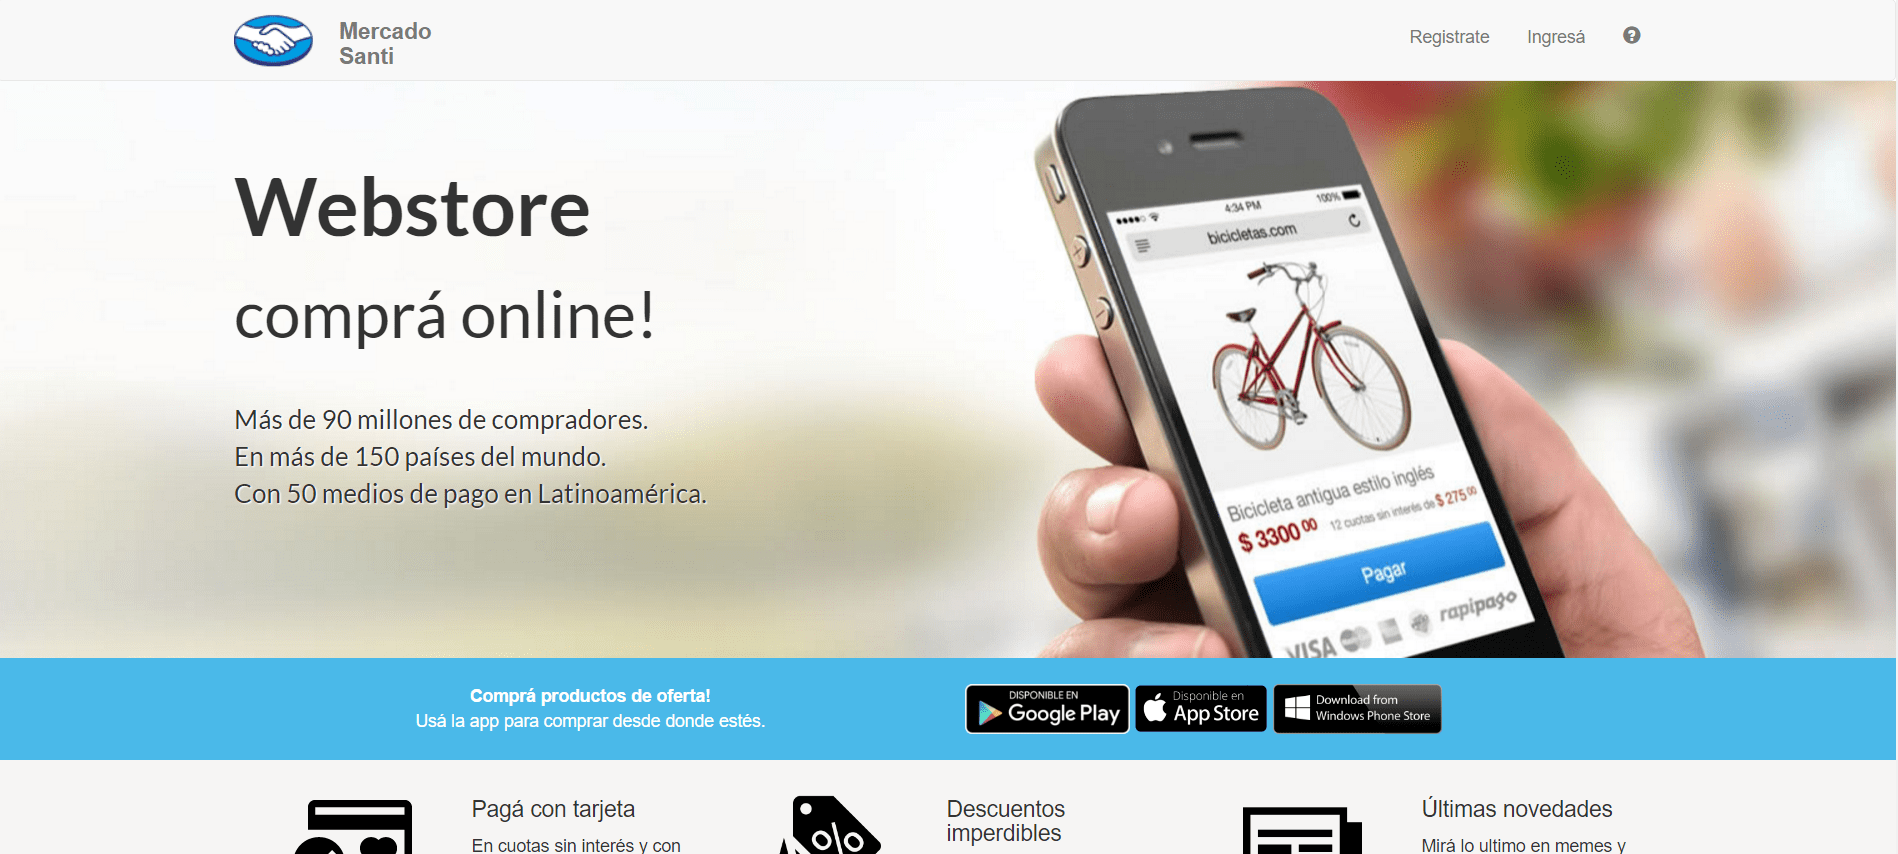 Mercado
Santi
Registrate
Ingresá
?
Webstore
comprá online!
Más de 90 millones de compradores.
En más de 150 países del mundo.
Con 50 medios de pago en Latinoamérica.
4:34 PM
100%
bicicletas.com
Bicicleta antigua estilo inglés
$ 3300 00 12 cuotas sin interés de $ 275 00
Pagar
VISA
rapipago
Comprá productos de oferta!
Usá la app para comprar desde donde estés.
DISPONIBLE EN
Google Play
Disponible en
App Store
Download from
Windows Phone Store
Pagá con tarjeta
En cuotas sin interés y con
%
Descuentos
imperdibles
Últimas novedades
Mirá lo ultimo en memes y